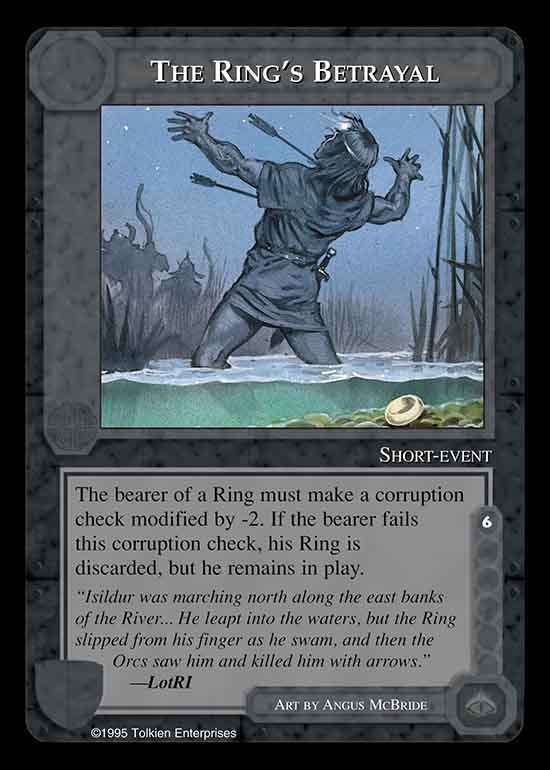 THE RING'S BETRAYAL
SHORT-EVENT
The bearer of a Ring must make a corruption
check modified by -2. If the bearer fails
this corruption check, his Ring is
discarded, but he remains in play.
6
“Isildur was marching north along the east banks
of the River... He leapt into the waters, but the Ring
slipped from his finger as he swam, and then the
Orcs saw him and killed him with arrows.”
—LotRI
ART BY ANGUS MCBRIDE
©1995 Tolkien Enterprises